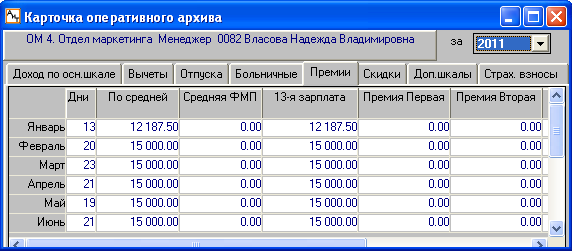 Карточка оперативного архива
ОМ 4. Отдел маркетинга Менеджер 0082 Власова Надежда Владимировна за 2011
Доход по осн.шкале Вычеты Отпуска Больничные Премии Скидки Доп.шкалы Страх. взносы
Дни По средней Средняя ФМП 13-я зарплата Премия Первая Премия Вторая
Январь 13 12 187.50 0.00 12 187.50 0.00 0.00
Февраль 20 15 000.00 0.00 15 000.00 0.00 0.00
Март 23 15 000.00 0.00 15 000.00 0.00 0.00
Апрель 21 15 000.00 0.00 15 000.00 0.00 0.00
Май 19 15 000.00 0.00 15 000.00 0.00 0.00
Июнь 21 15 000.00 0.00 15 000.00 0.00 0.00